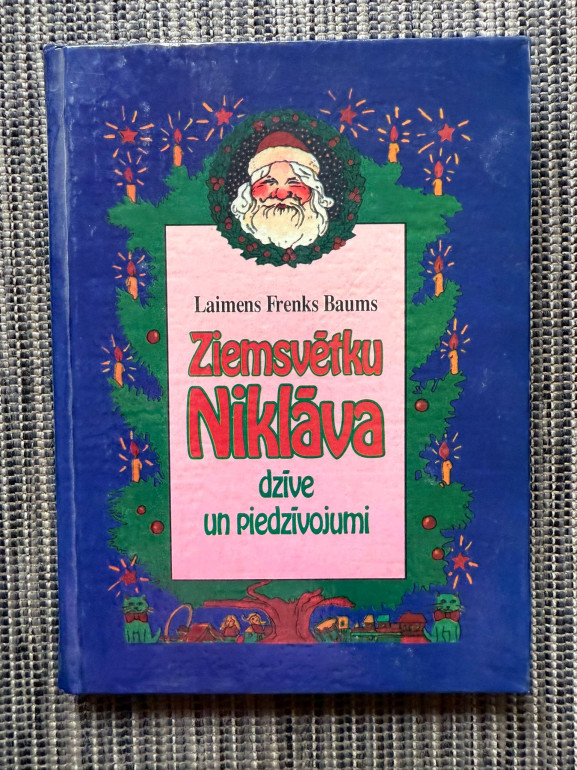 Laimens Frenks Baums
Ziemsvētku
Niklāva
dzīve
un piedzīvojumi